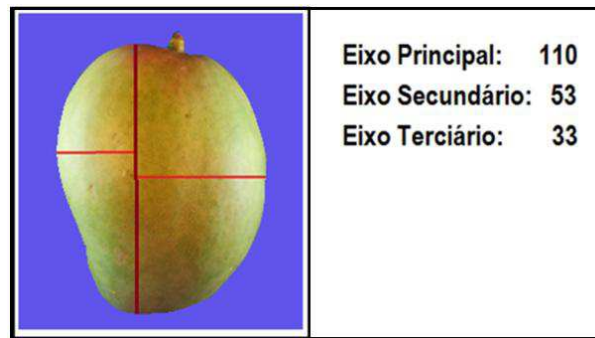 Eixo Principal: 110
Eixo Secundário: 53
Eixo Terciário: 33